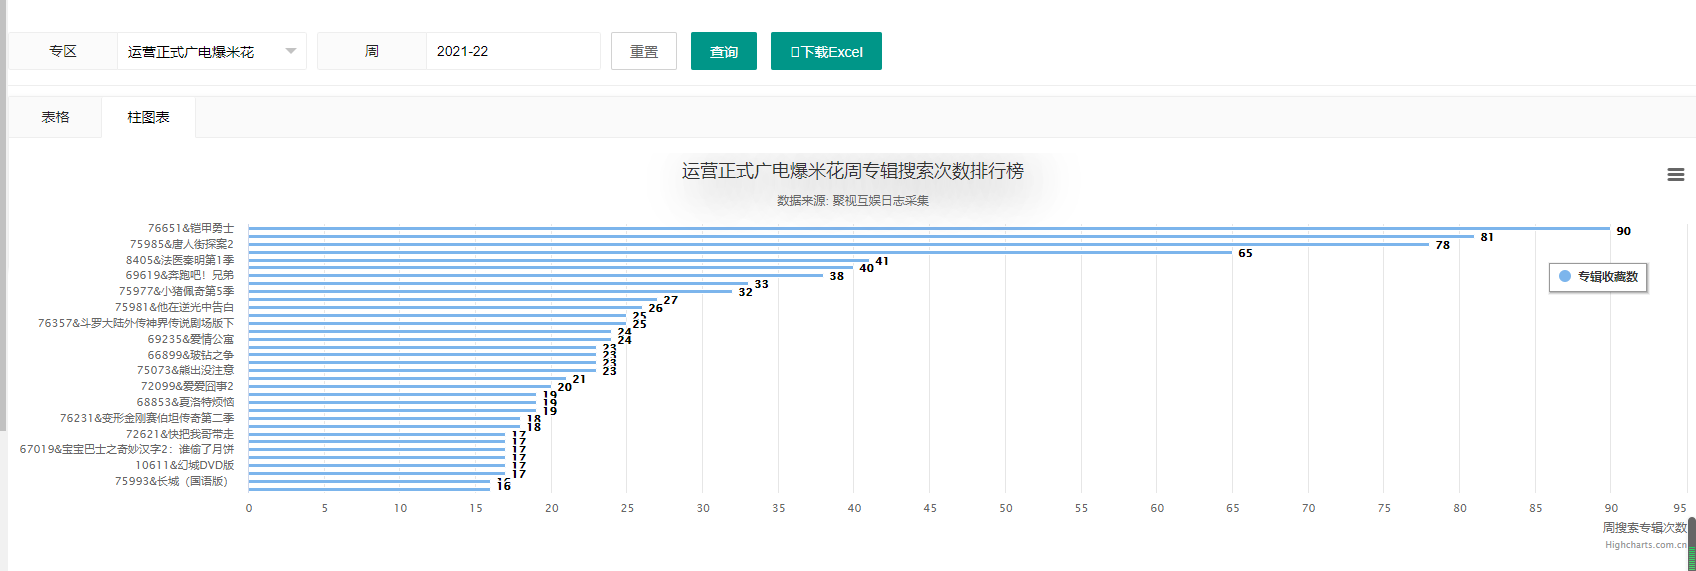 专区 运营正式广电爆米花 周 2021-22 重置 查询 下载Excel
表格 柱图表
运营正式广电爆米花周专辑搜索次数排行榜
数据来源: 聚视互娱日志采集
76651&铠甲勇士 90
81
75985&唐人街探案2 78
65
8405&法医秦明第1季 41
40
69619&奔跑吧！兄弟 38
33
75977&小猪佩奇第5季 32
27
75981&他在逆光中告白 26
25
76357&斗罗大陆外传神界传说剧场版下 25
24
69235&爱情公寓 24
23
66899&玻钻之争 23
23
75073&熊出没注意 23
21
72099&爱爱囧事2 20
19
68853&夏洛特烦恼 19
19
76231&变形金刚赛伯坦传奇第二季 18
18
72621&快把我哥带走 17
17
67019&宝宝巴士之奇妙汉字2：谁偷了月饼 17
17
10611&幻城DVD版 17
17
75993&长城（国语版） 16
16
专辑收藏数
0 5 10 15 20 25 30 35 40 45 50 55 60 65 70 75 80 85 90 95
周搜索专辑次数
Highcharts.com.cn